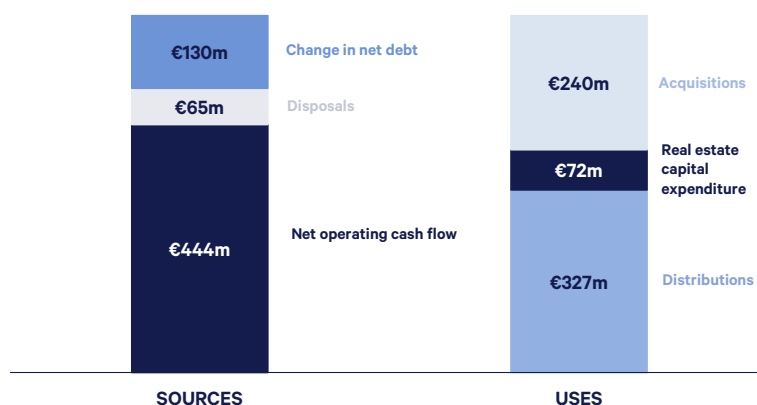 €130m
Change in net debt
€65m
Disposals
€444m
Net operating cash flow
SOURCES
€240m
Acquisitions
€72m
Real estate
capital
expenditure
€327m
Distributions
USES